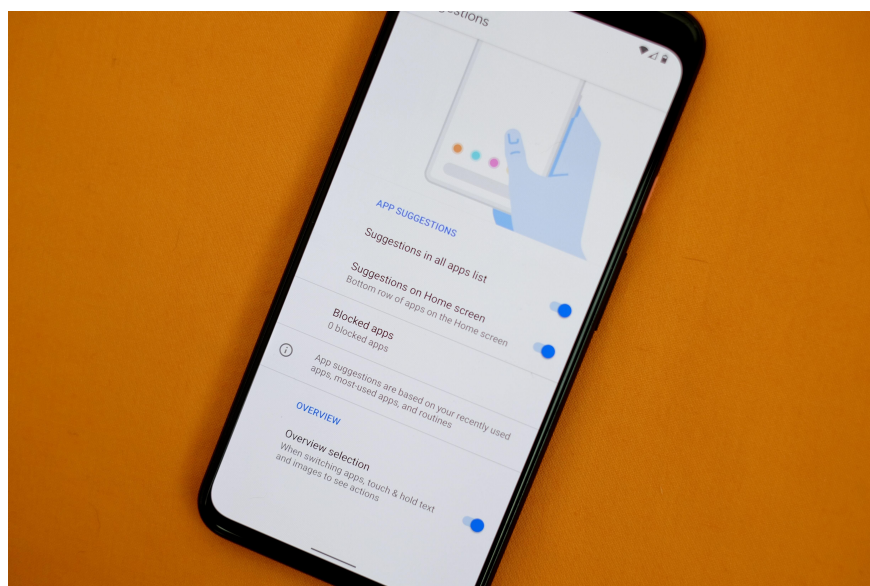 APP SUGGESTIONS
Suggestions in all apps list
Suggestions on Home screen
Bottom row of apps on the Home screen
Blocked apps
0 blocked apps
App suggestions are based on your recently used
apps, most-used apps, and routines
OVERVIEW
Overview selection
When switching apps, touch & hold text
and images to see actions